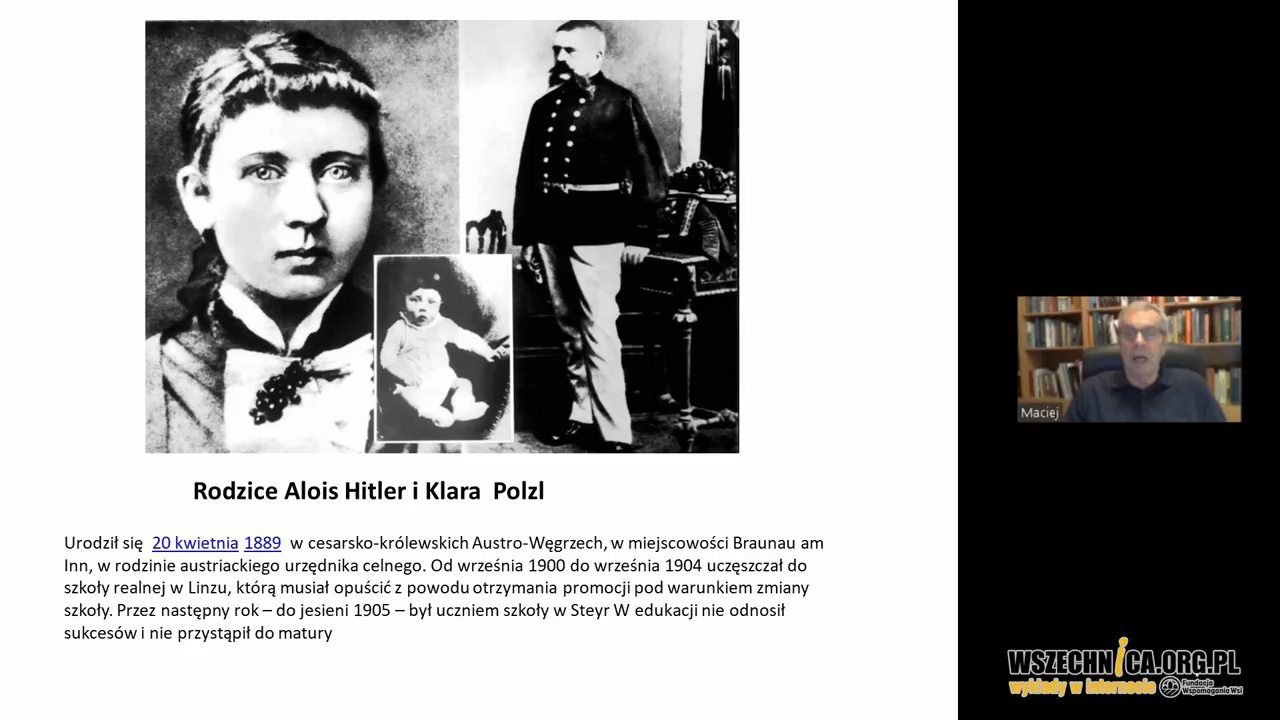 Rodzice Alois Hitler i Klara Polzl
Urodził się 20 kwietnia 1889 w cesarsko-królewskich Austro-Węgrzech, w miejscowości Braunau am
Inn, w rodzinie austriackiego urzędnika celnego. Od września 1900 do września 1904 uczęszczał do
szkoły realnej w Linzu, którą musiał opuścić z powodu otrzymania promocji pod warunkiem zmiany
szkoły. Przez następny rok – do jesieni 1905 – był uczniem szkoły w Steyr W edukacji nie odnosił
sukcesów i nie przystąpił do matury
Maciej
WSZECHNICA.ORG.PL
wykłady w internecie
Fundacja
Wspomagania Wsi